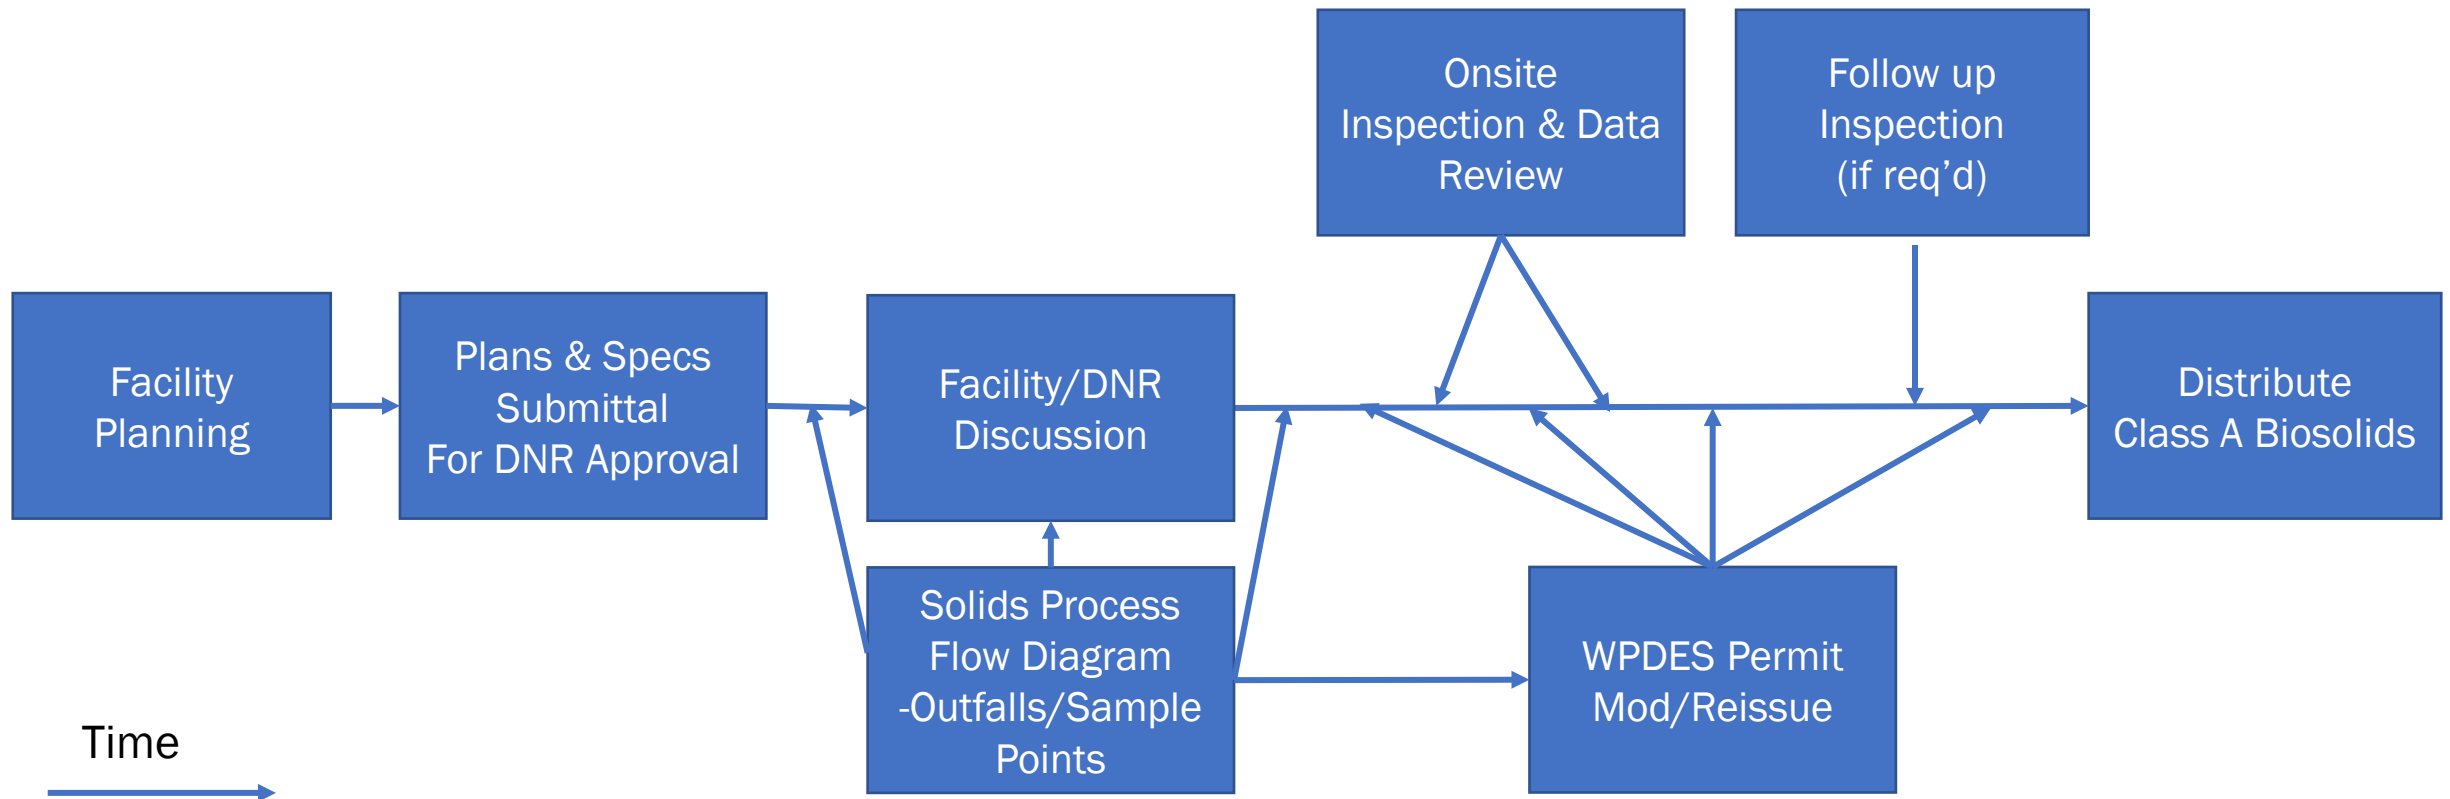 Onsite
Inspection & Data
Review
Follow up
Inspection
(if req’d)
Facility
Planning
Plans & Specs
Submittal
For DNR Approval
Facility/DNR
Discussion
Distribute
Class A Biosolids
Solids Process
Flow Diagram
-Outfalls/Sample
Points
WPDES Permit
Mod/Reissue
Time